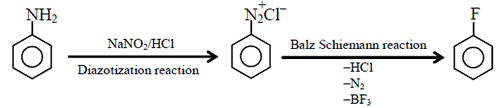 NH₂
N₂⁺Cl⁻
F
NaNO₂/HCl
Diazotization reaction
Balz Schiemann reaction
–HCl
–N₂
–BF₃